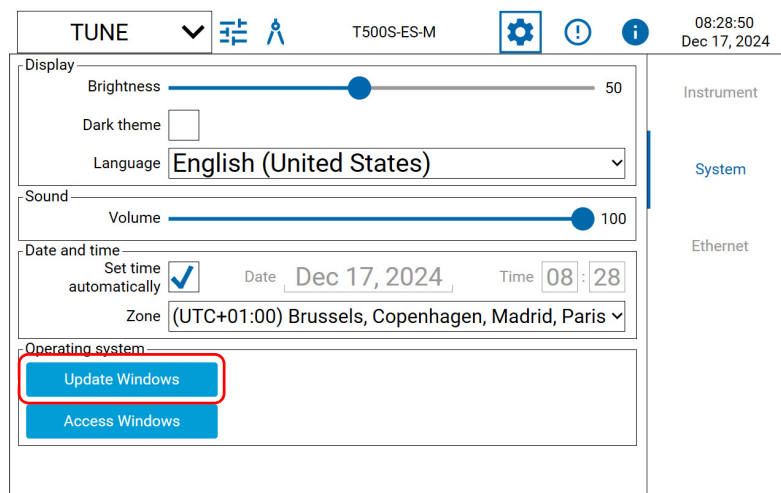 TUNE
T500S-ES-M
08:28:50
Dec 17, 2024
Display
Brightness
50
Dark theme
Language
English (United States)
Sound
Volume
100
Date and time
Set time
automatically
Date
Dec 17, 2024
Time
08 : 28
Zone
(UTC+01:00) Brussels, Copenhagen, Madrid, Paris
Operating system
Update Windows
Access Windows
Instrument
System
Ethernet